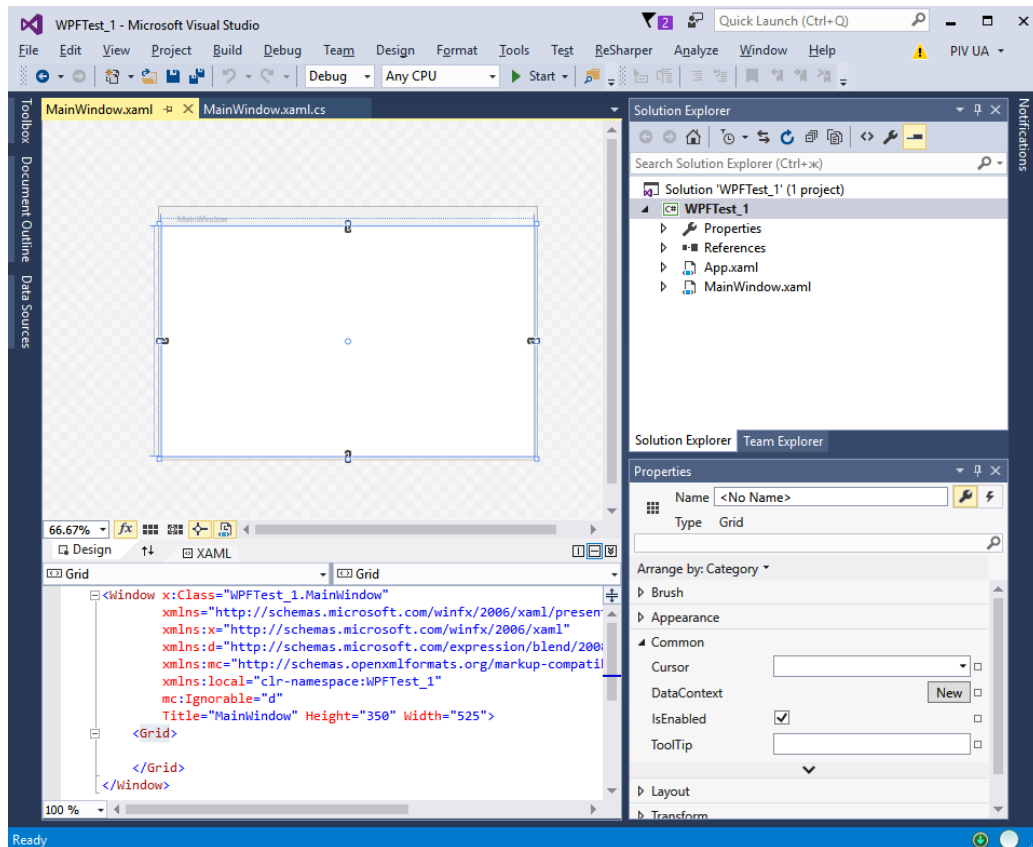 WPFTest_1 - Microsoft Visual Studio
2
Quick Launch (Ctrl+Q)
File Edit View Project Build Debug Team Design Format Tools Test ReSharper Analyze Window Help PIV UA
Debug Any CPU Start
Toolbox
Document Outline
Data Sources
MainWindow.xaml MainWindow.xaml.cs
MainWindow
66.67% fx
Design XAML
Grid Grid
<Window x:Class="WPFTest_1.MainWindow"
xmlns="http://schemas.microsoft.com/winfx/2006/xaml/presen
xmlns:x="http://schemas.microsoft.com/winfx/2006/xaml"
xmlns:d="http://schemas.microsoft.com/expression/blend/200
xmlns:mc="http://schemas.openxmlformats.org/markup-compati
xmlns:local="clr-namespace:WPFTest_1"
mc:Ignorable="d"
Title="MainWindow" Height="350" Width="525">
<Grid>
</Grid>
</Window>
100 %
Solution Explorer
Search Solution Explorer (Ctrl+ж)
Solution 'WPFTest_1' (1 project)
C# WPFTest_1
Properties
References
App.xaml
MainWindow.xaml
Solution Explorer Team Explorer
Properties
Name <No Name>
Type Grid
Arrange by: Category
Brush
Appearance
Common
Cursor
DataContext New
IsEnabled
ToolTip
Layout
Transform
Notifications
Ready